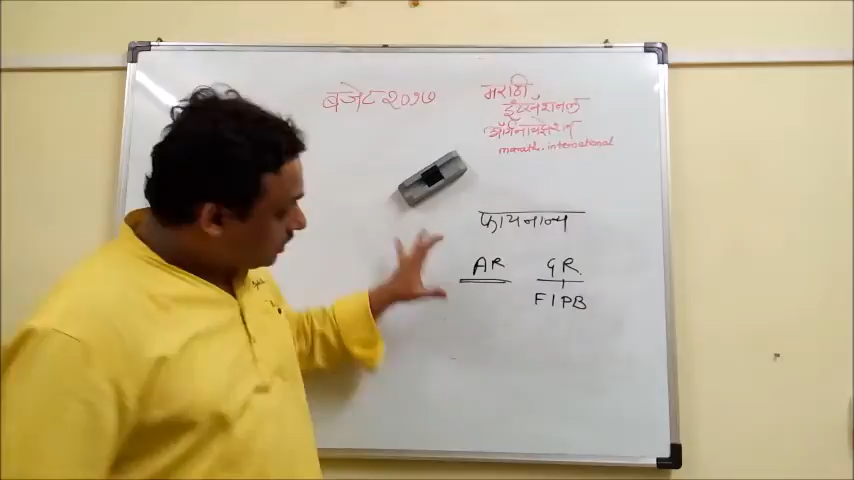 बजेट २०१७
मराठी
इंटरनॅशनल
ऑर्गनायझेशन
marathi.international
फायनान्स
AR GR
FIPB